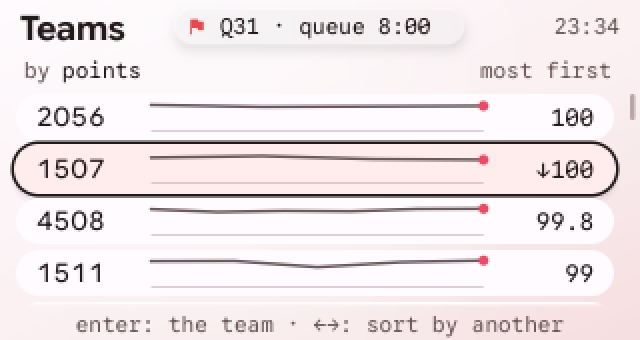 Teams
Q31 · queue 8:00
23:34
by points
most first
2056 100
1507 ↓100
4508 99.8
1511 99
enter: the team · ↔: sort by another